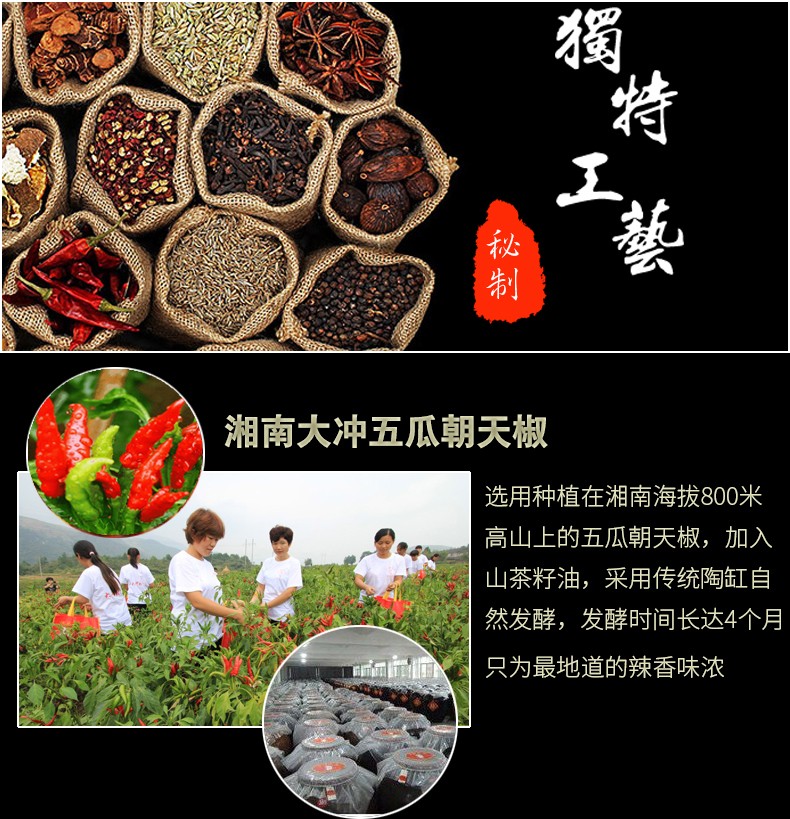 獨特工藝
秘制
湘南大冲五瓜朝天椒
选用种植在湘南海拔800米
高山上的五瓜朝天椒，加入
山茶籽油，采用传统陶缸自
然发酵，发酵时间长达4个月
只为最地道的辣香味浓